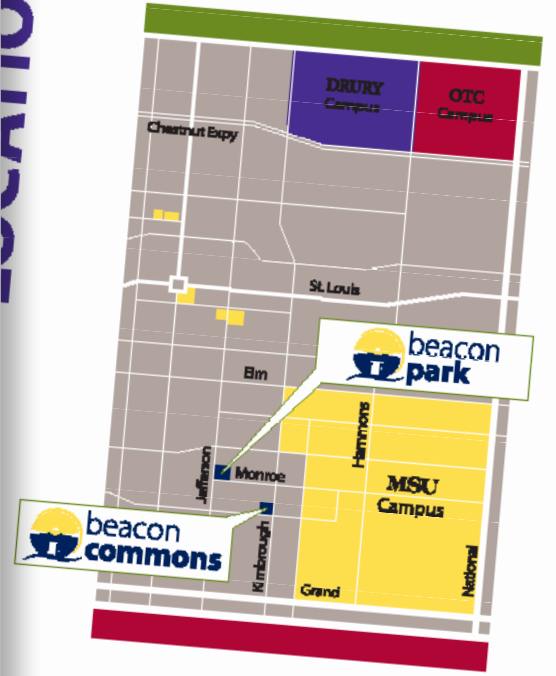 DRURY
Campus
OTC
Campus
Chestnut Expy
St. Louis
beacon
park
Elm
Hammons
Jefferson
Monroe
MSU
Campus
beacon
commons
Kimbrough
National
Grand